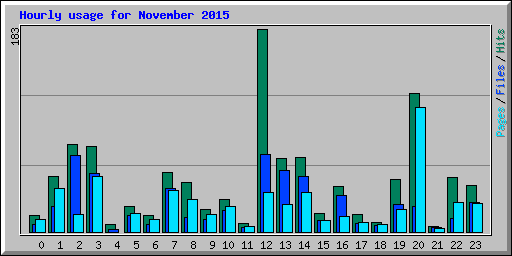 Hourly usage for November 2015
183
Pages/Files/Hits
0 1 2 3 4 5 6 7 8 9 10 11 12 13 14 15 16 17 18 19 20 21 22 23